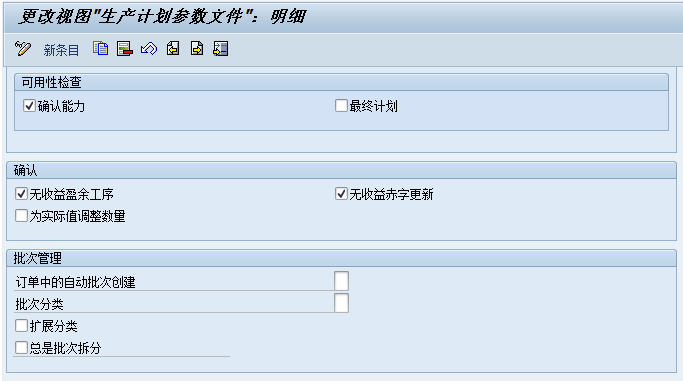 更改视图"生产计划参数文件"：明细
新条目
可用性检查
确认能力 最终计划
确认
无收益盈余工序 无收益赤字更新
为实际值调整数量
批次管理
订单中的自动批次创建
批次分类
扩展分类
总是批次拆分